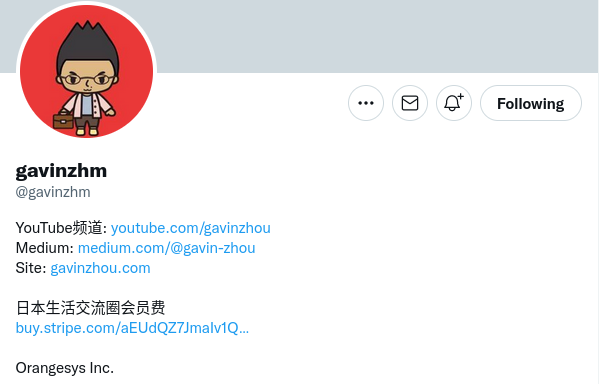 Following
gavinzhm
@gavinzhm
YouTube频道: youtube.com/gavinzhou
Medium: medium.com/@gavin-zhou
Site: gavinzhou.com
日本生活交流圈会员费
buy.stripe.com/aEUdQZ7JmaIv1Q…
Orangesys Inc.